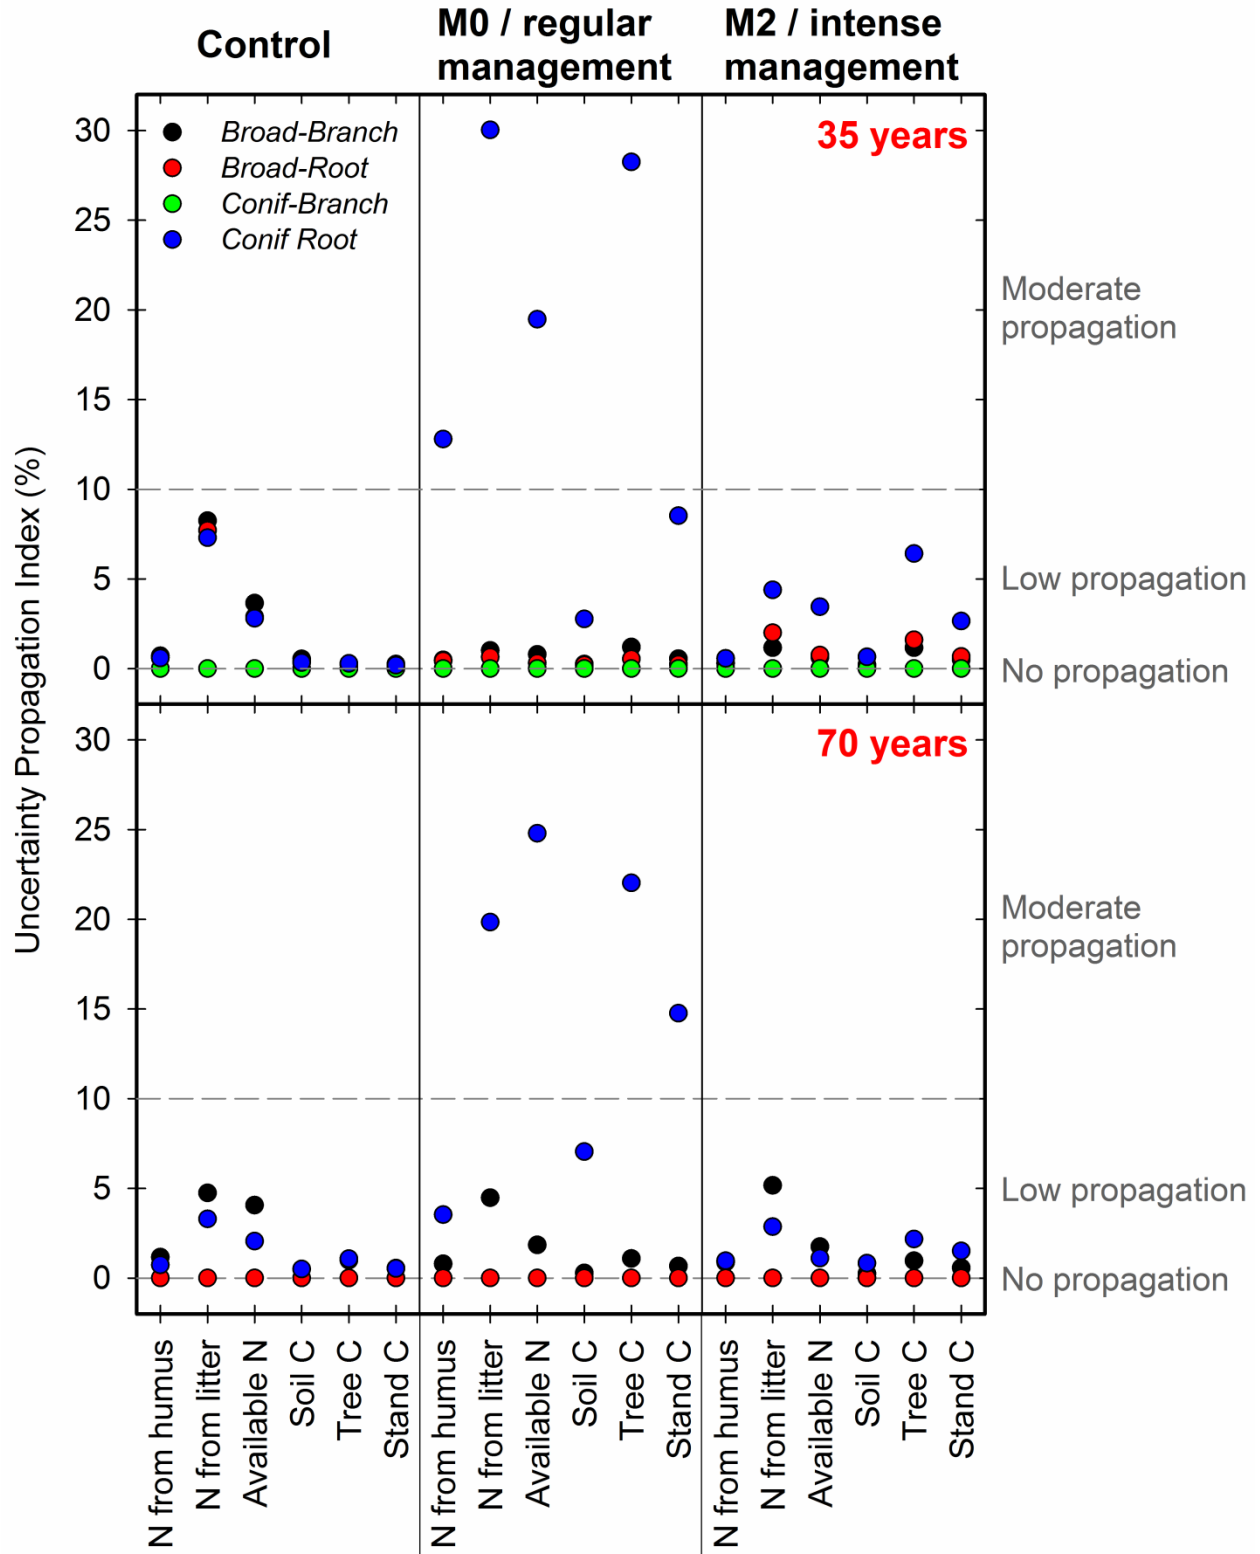 Control
M0 / regular
management
M2 / intense
management
Uncertainty Propagation Index (%)
30
25
20
15
10
5
0
Broad-Branch
Broad-Root
Conif-Branch
Conif Root
35 years
Moderate
propagation
Low propagation
No propagation
30
25
20
15
10
5
0
70 years
Moderate
propagation
Low propagation
No propagation
N from humus
N from litter
Available N
Soil C
Tree C
Stand C
N from humus
N from litter
Available N
Soil C
Tree C
Stand C
N from humus
N from litter
Available N
Soil C
Tree C
Stand C